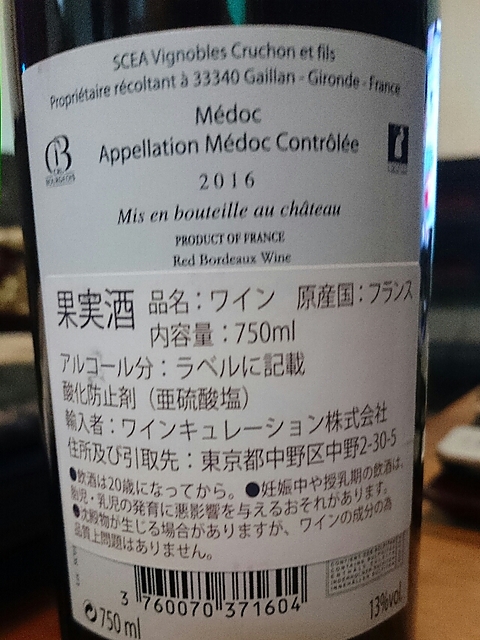 SCEA Vignobles Cruchon et fils
Propriétaire récoltant à 33340 Gaillan - Gironde - France
Médoc
Appellation Médoc Contrôlée
CB
BOURGEOIS
2016
Mis en bouteille au château
PRODUCT OF FRANCE
Red Bordeaux Wine
果実酒 品名：ワイン 原産国：フランス
内容量：750ml
アルコール分：ラベルに記載
酸化防止剤（亜硫酸塩）
輸入者：ワインキュレーション株式会社
住所及び引取先：東京都中野区中野2-30-5
●飲酒は20歳になってから。●妊娠中や授乳期の飲酒は、
胎児・乳児の発育に悪影響を与えるおそれがあります。
●沈殿物が生じる場合がありますが、ワインの成分の為
品質上問題はありません。
3 760070 371604
750 ml
13%vol.